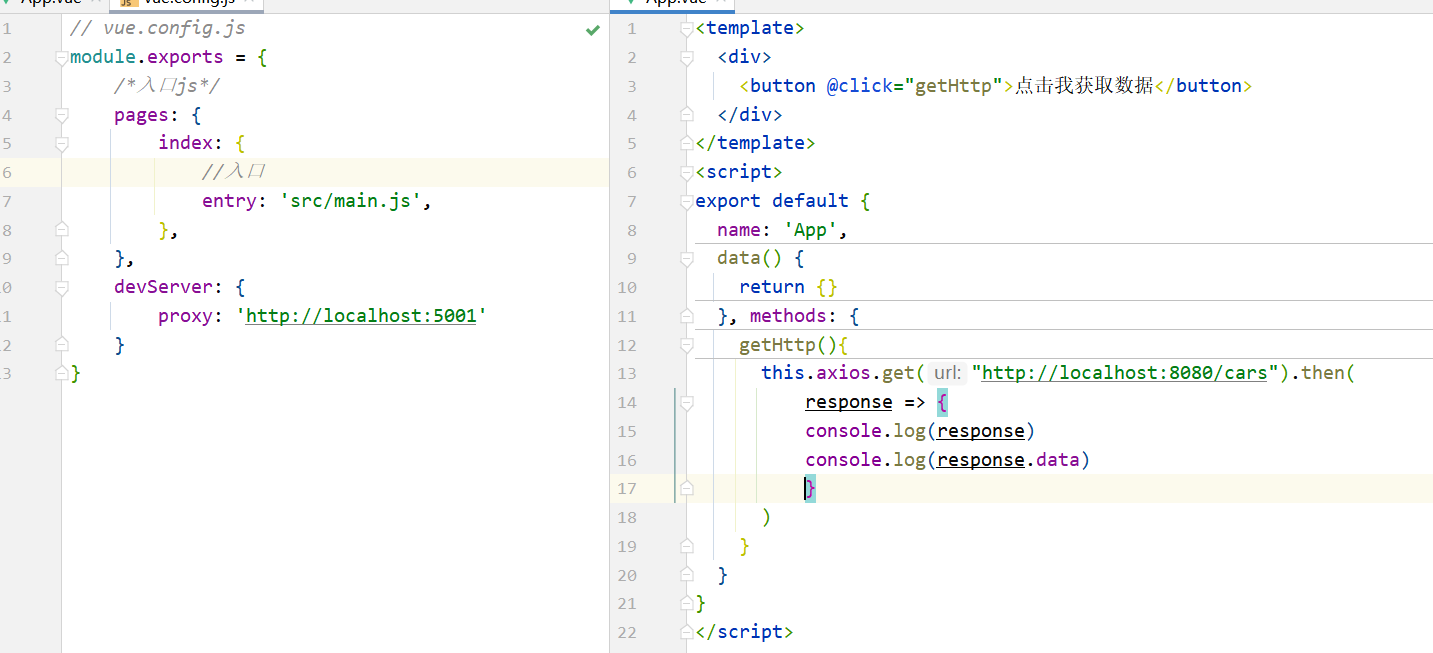 App.vue
vue.config.js
1 // vue.config.js
2 module.exports = {
3 /*入口js*/
4 pages: {
5 index: {
6 //入口
7 entry: 'src/main.js',
8 },
9 },
0 devServer: {
1 proxy: 'http://localhost:5001'
2 }
3 }
App.vue
1 <template>
2 <div>
3 <button @click="getHttp">点击我获取数据</button>
4 </div>
5 </template>
6 <script>
7 export default {
8 name: 'App',
9 data() {
10 return {}
11 }, methods: {
12 getHttp(){
13 this.axios.get( url: "http://localhost:8080/cars").then(
14 response => {
15 console.log(response)
16 console.log(response.data)
17 }
18 )
19 }
20 }
21 }
22 </script>